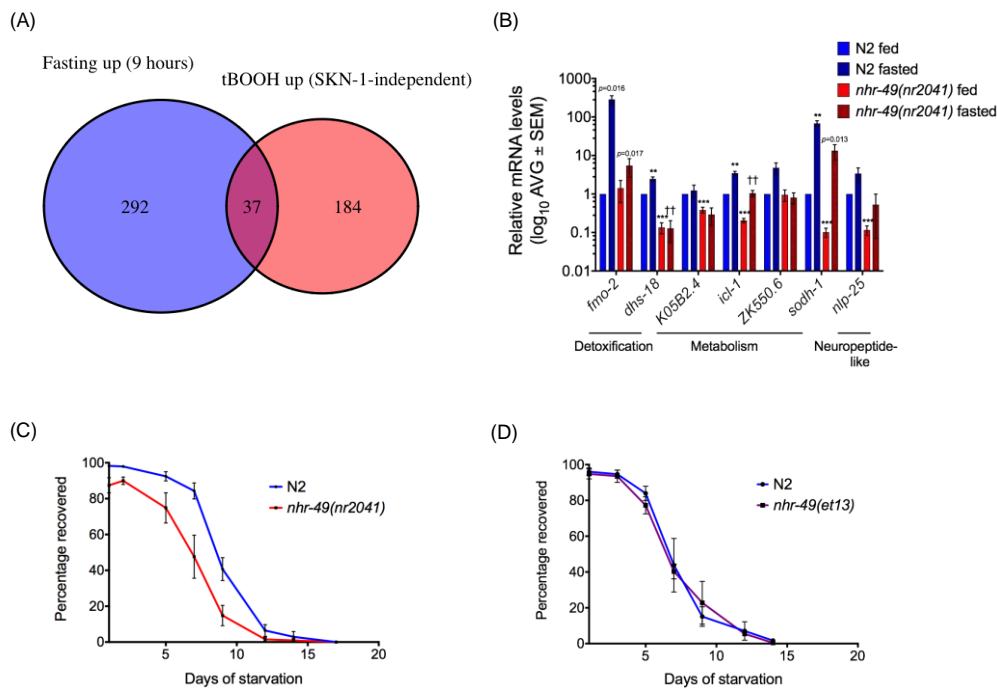 (A)
Fasting up (9 hours)
tBOOH up (SKN-1-independent)
292
37
184
(B)
N2 fed
N2 fasted
nhr-49(nr2041) fed
nhr-49(nr2041) fasted
Relative mRNA levels
(log10 AVG ± SEM)
1000
100
10
1
0.1
0.01
p=0.016
p=0.017
**
***
††
***
**
***
††
**
***
p=0.013
***
fmo-2
dhs-18
K05B2.4
icl-1
ZK550.6
sodh-1
nlp-25
Detoxification
Metabolism
Neuropeptide-
like
(C)
Percentage recovered
100
80
60
40
20
0
5
10
15
20
Days of starvation
N2
nhr-49(nr2041)
(D)
Percentage recovered
100
80
60
40
20
0
5
10
15
20
Days of starvation
N2
nhr-49(et13)